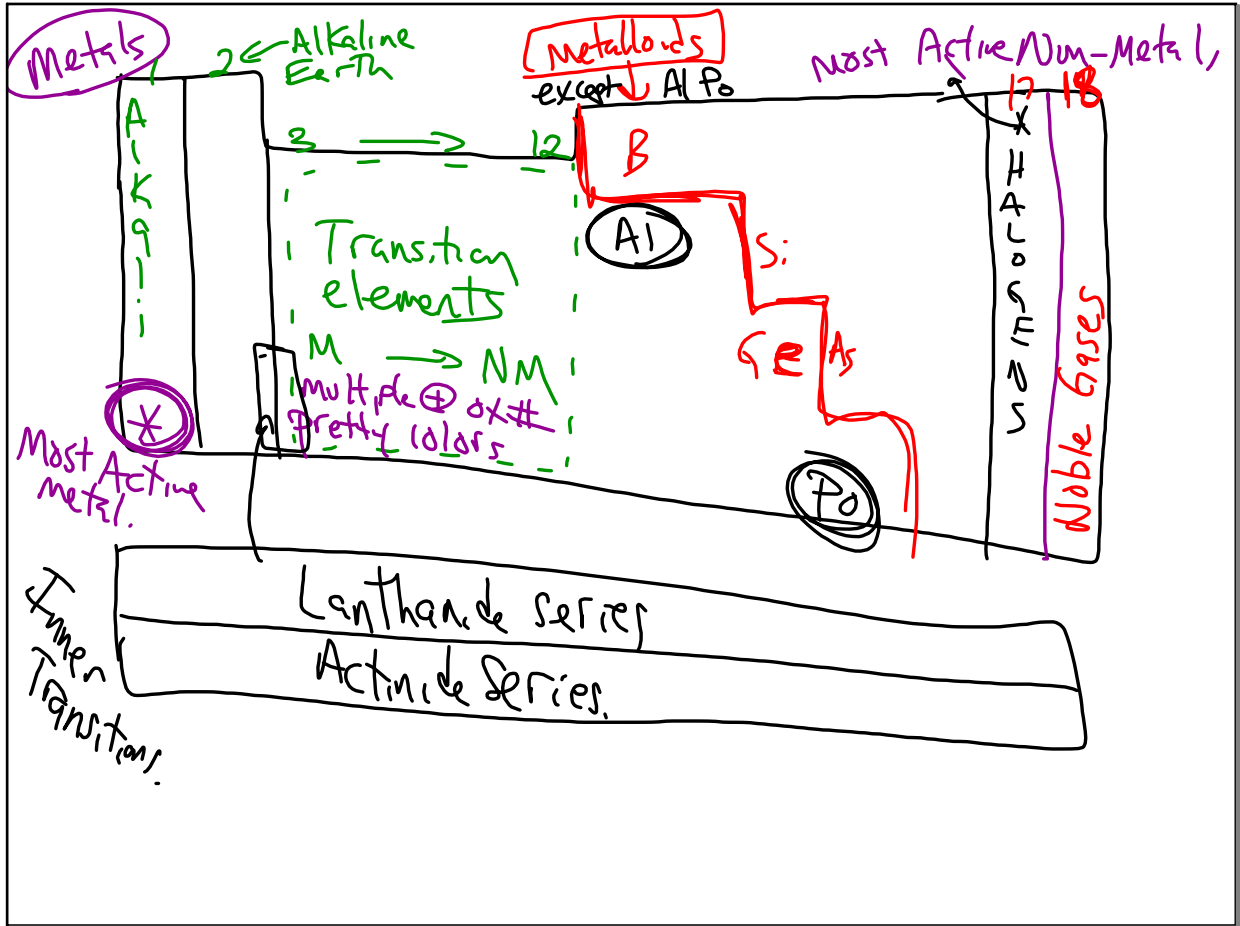 Metals
1
2
Alkaline
Earth
metalloids
except Al Po
most Active Non-Metal,
17
18
Alkali
3
12
B
X
HALOGENS
Al
Si
Transition
elements
Ge
As
Noble Gases
M
NM
multiple + ox#
Pretty colors
*
Most Active
Metal.
Po
Inner
Transitions.
Lanthanide series
Actinide Series.